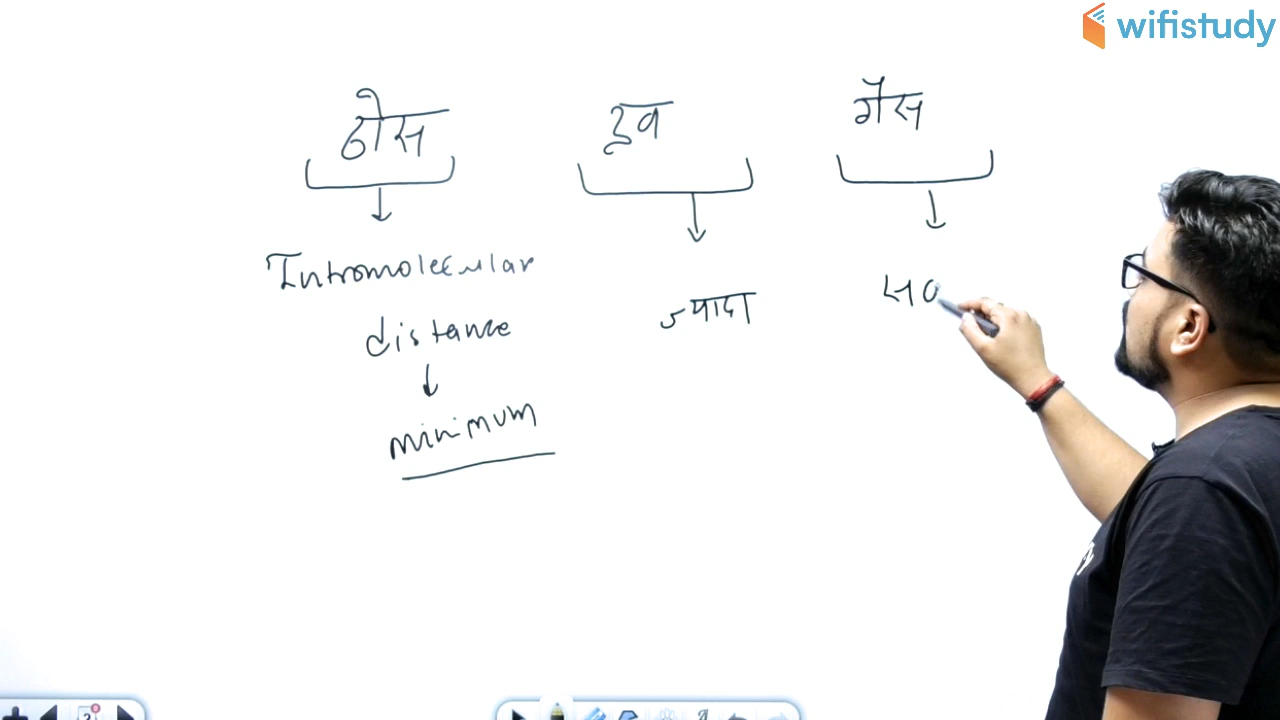 wifistudy
ठोस द्रव गैस
Intromolecular
distance
minimum
ज्यादा